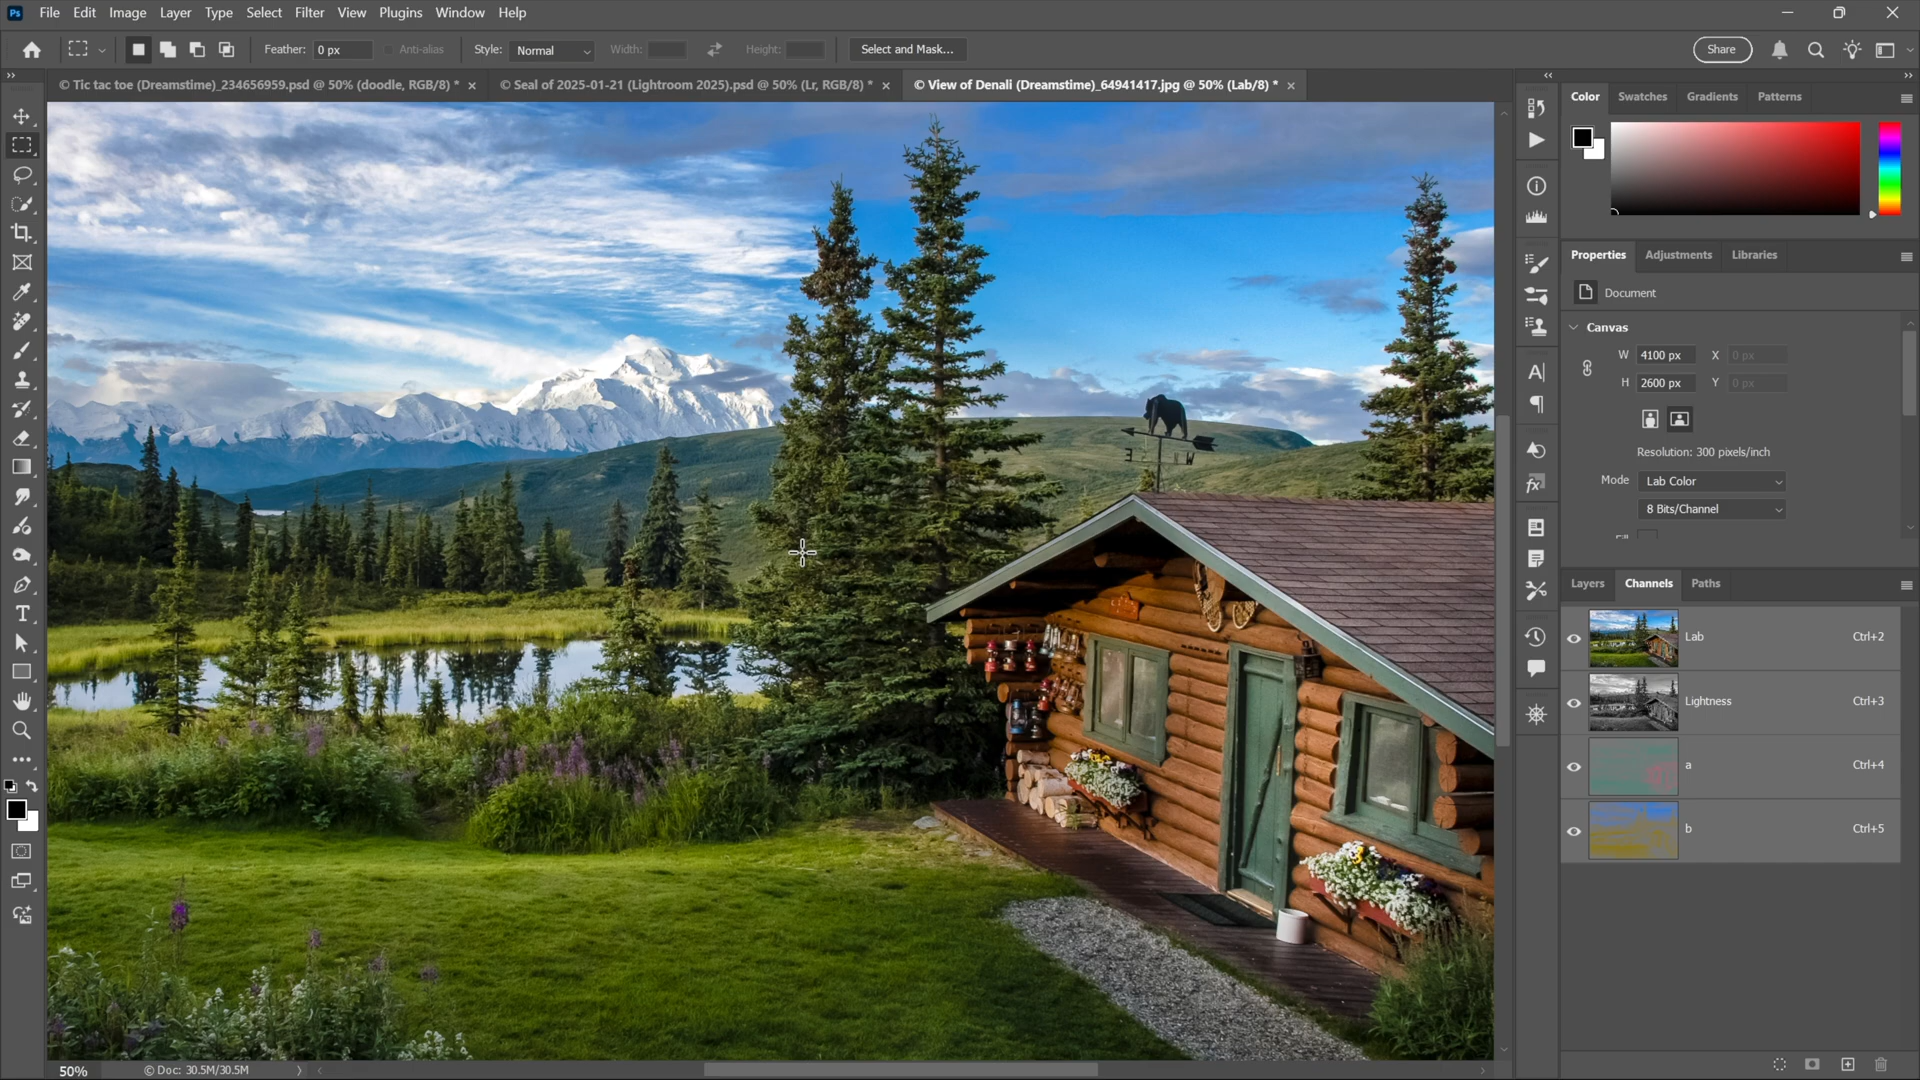 Ps File Edit Image Layer Type Select Filter View Plugins Window Help
Feather: 0 px Anti-alias Style: Normal Width: Height: Select and Mask... Share
© Tic tac toe (Dreamstime)_234656959.psd @ 50% (doodle, RGB/8) * © Seal of 2025-01-21 (Lightroom 2025).psd @ 50% (Lr, RGB/8) * © View of Denali (Dreamstime)_64941417.jpg @ 50% (Lab/8) *
Color Swatches Gradients Patterns
Properties Adjustments Libraries
Document
Canvas
W 4100 px X 0 px
H 2600 px Y 0 px
Resolution: 300 pixels/inch
Mode Lab Color
8 Bits/Channel
Layers Channels Paths
Lab Ctrl+2
Lightness Ctrl+3
a Ctrl+4
b Ctrl+5
E W
50% © Doc: 30.5M/30.5M